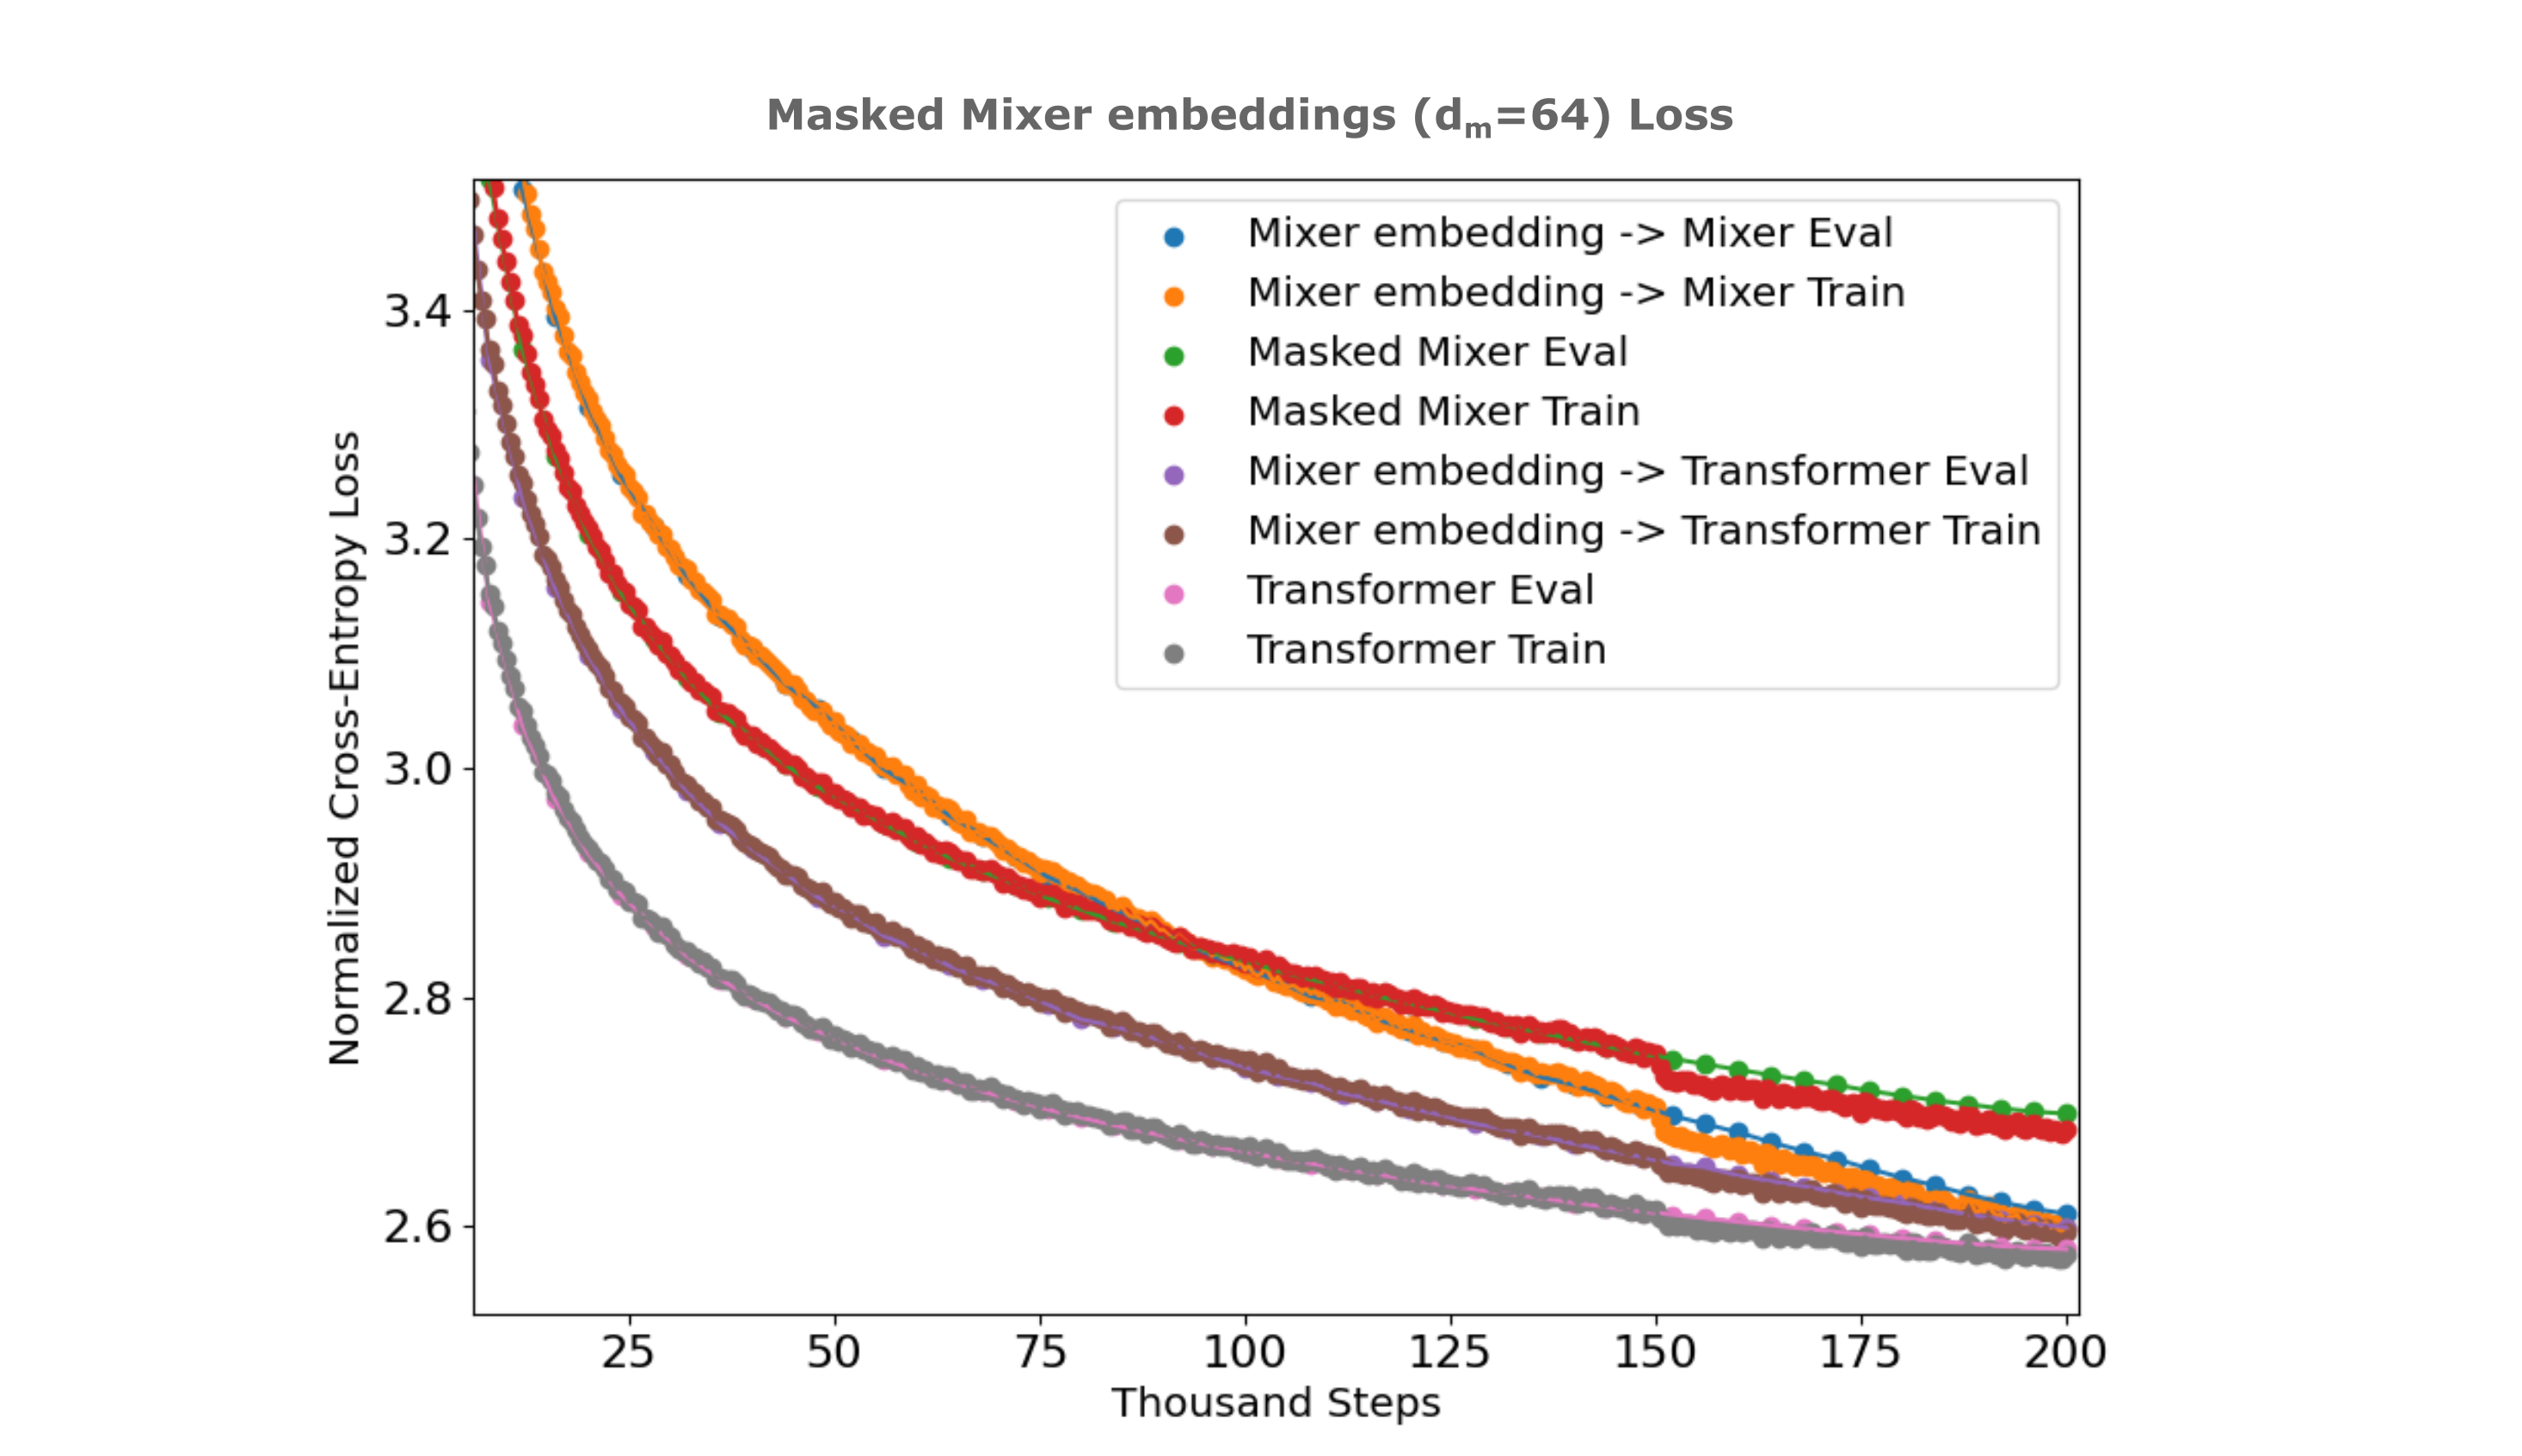 Masked Mixer embeddings (dm=64) Loss
Normalized Cross-Entropy Loss
3.4
3.2
3.0
2.8
2.6
Mixer embedding -> Mixer Eval
Mixer embedding -> Mixer Train
Masked Mixer Eval
Masked Mixer Train
Mixer embedding -> Transformer Eval
Mixer embedding -> Transformer Train
Transformer Eval
Transformer Train
25 50 75 100 125 150 175 200
Thousand Steps